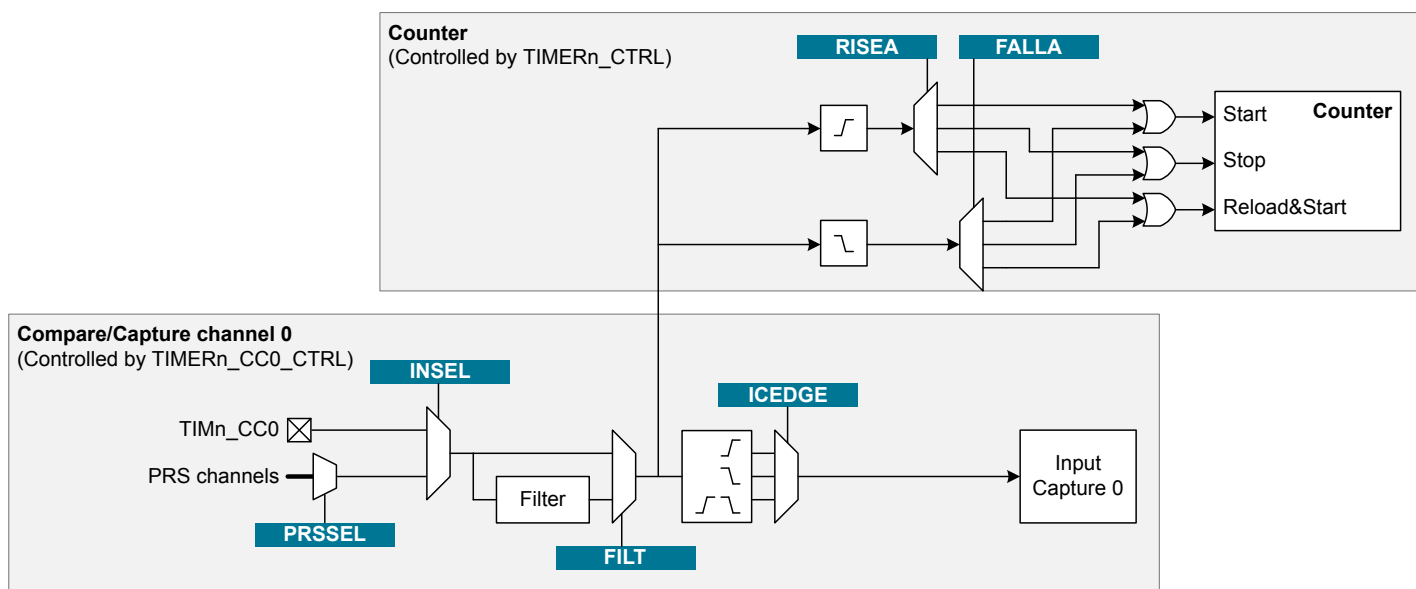 Counter
(Controlled by TIMERn_CTRL)
RISEA
FALLA
Start
Counter
Stop
Reload&Start
Compare/Capture channel 0
(Controlled by TIMERn_CC0_CTRL)
INSEL
ICEDGE
TIMn_CC0
PRS channels
Filter
Input
Capture 0
PRSSEL
FILT